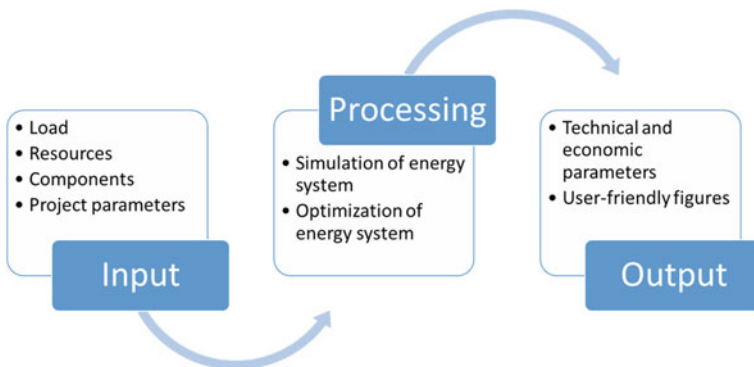 • Load
• Resources
• Components
• Project parameters
Input
Processing
• Simulation of energy
system
• Optimization of
energy system
• Technical and
economic
parameters
• User-friendly figures
Output